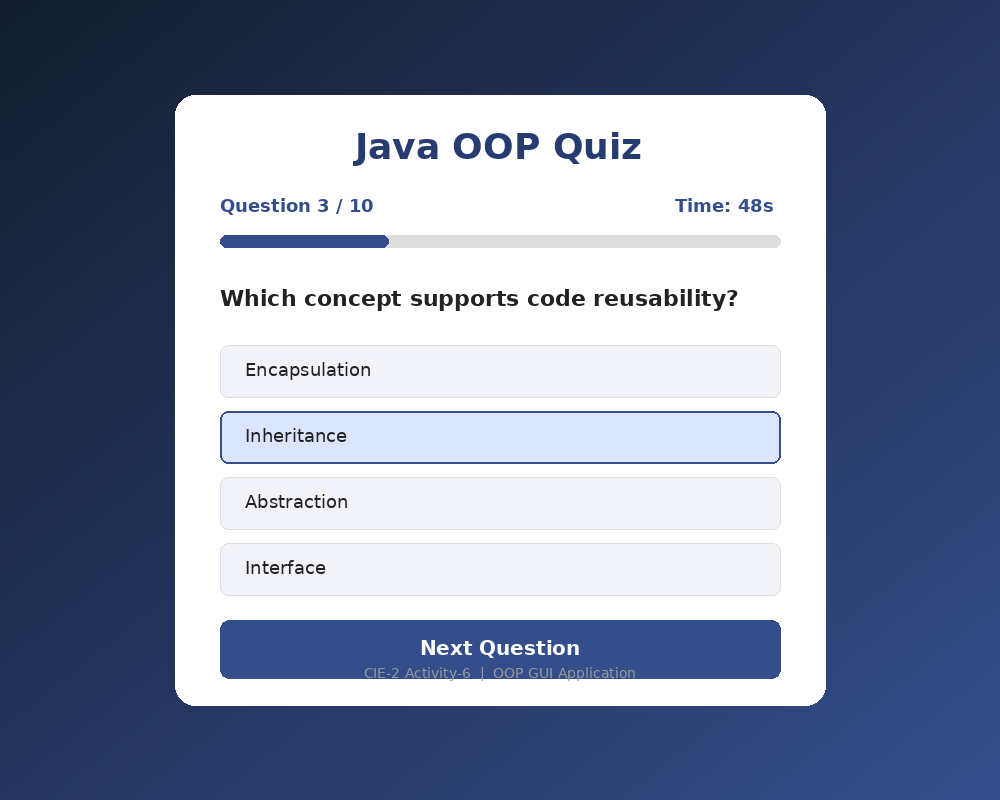 Java OOP Quiz
Question 3 / 10
Time: 48s
Which concept supports code reusability?
Encapsulation
Inheritance
Abstraction
Interface
Next Question
CIE-2 Activity-6 | OOP GUI Application